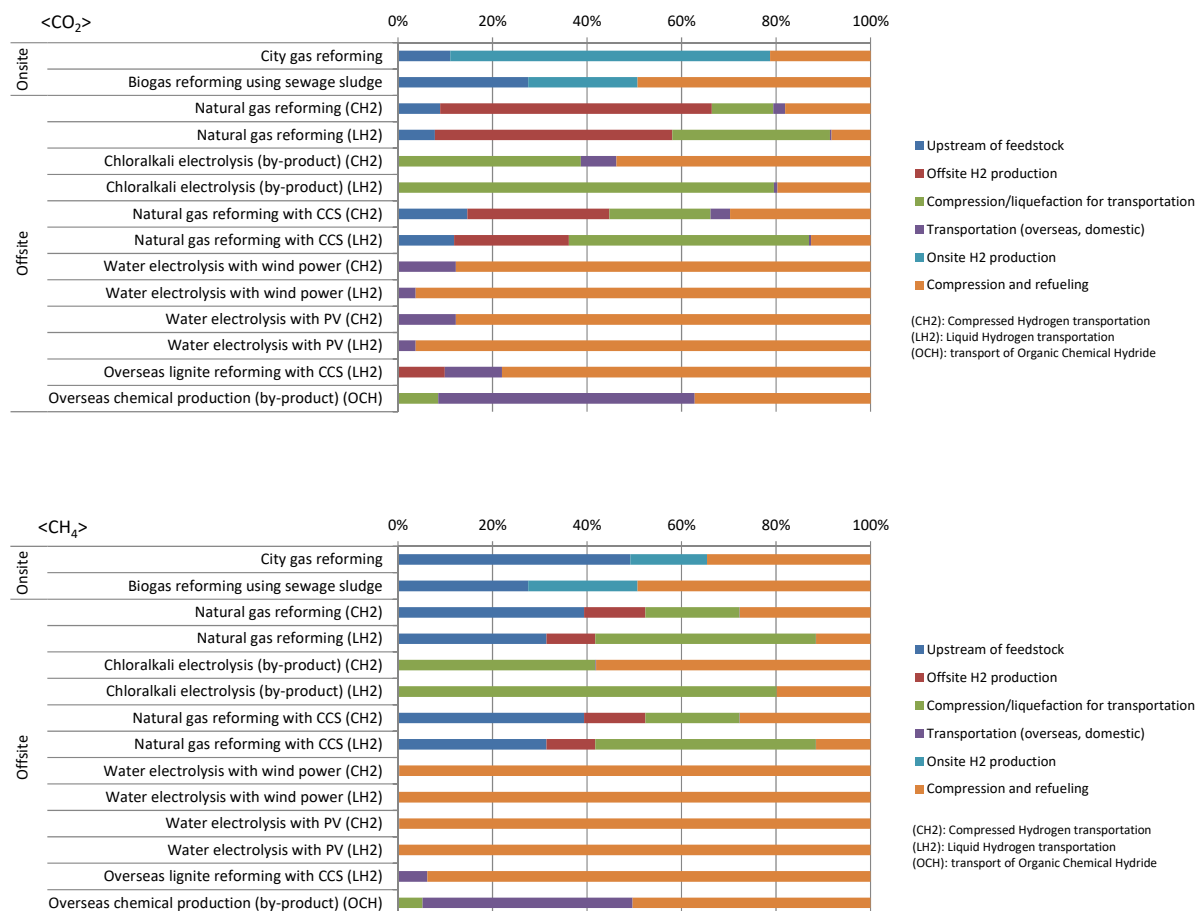 <CO2>
0% 20% 40% 60% 80% 100%
Onsite
City gas reforming
Biogas reforming using sewage sludge
Offsite
Natural gas reforming (CH2)
Natural gas reforming (LH2)
Chloralkali electrolysis (by-product) (CH2)
Chloralkali electrolysis (by-product) (LH2)
Natural gas reforming with CCS (CH2)
Natural gas reforming with CCS (LH2)
Water electrolysis with wind power (CH2)
Water electrolysis with wind power (LH2)
Water electrolysis with PV (CH2)
Water electrolysis with PV (LH2)
Overseas lignite reforming with CCS (LH2)
Overseas chemical production (by-product) (OCH)
Upstream of feedstock
Offsite H2 production
Compression/liquefaction for transportation
Transportation (overseas, domestic)
Onsite H2 production
Compression and refueling
(CH2): Compressed Hydrogen transportation
(LH2): Liquid Hydrogen transportation
(OCH): transport of Organic Chemical Hydride
<CH4>
0% 20% 40% 60% 80% 100%
Onsite
City gas reforming
Biogas reforming using sewage sludge
Offsite
Natural gas reforming (CH2)
Natural gas reforming (LH2)
Chloralkali electrolysis (by-product) (CH2)
Chloralkali electrolysis (by-product) (LH2)
Natural gas reforming with CCS (CH2)
Natural gas reforming with CCS (LH2)
Water electrolysis with wind power (CH2)
Water electrolysis with wind power (LH2)
Water electrolysis with PV (CH2)
Water electrolysis with PV (LH2)
Overseas lignite reforming with CCS (LH2)
Overseas chemical production (by-product) (OCH)
Upstream of feedstock
Offsite H2 production
Compression/liquefaction for transportation
Transportation (overseas, domestic)
Onsite H2 production
Compression and refueling
(CH2): Compressed Hydrogen transportation
(LH2): Liquid Hydrogen transportation
(OCH): transport of Organic Chemical Hydride